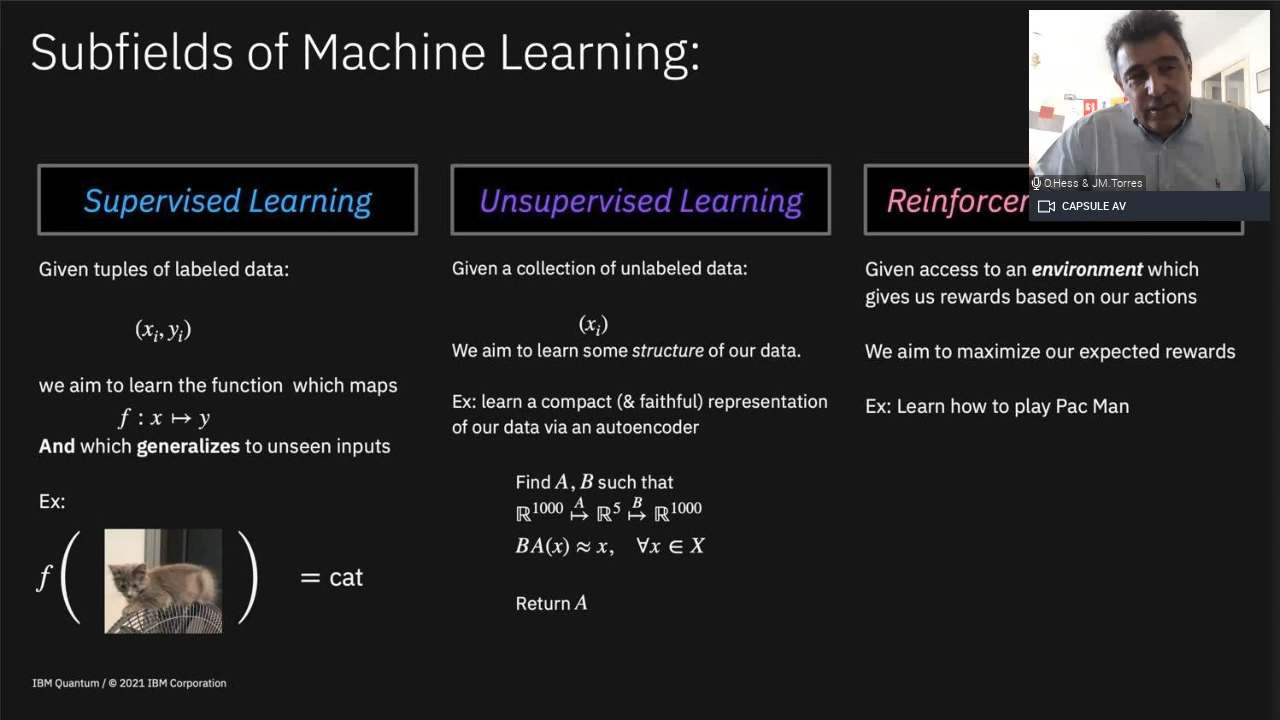 Subfields of Machine Learning:
Supervised Learning
Given tuples of labeled data:
(xᵢ, yᵢ)
we aim to learn the function which maps
f : x ↦ y
And which generalizes to unseen inputs
Ex:
f( ) = cat
Unsupervised Learning
Given a collection of unlabeled data:
(xᵢ)
We aim to learn some structure of our data.
Ex: learn a compact (& faithful) representation
of our data via an autoencoder
Find A, B such that
ℝ¹⁰⁰⁰ A↦ ℝ⁵ B↦ ℝ¹⁰⁰⁰
BA(x) ≈ x, ∀x ∈ X
Return A
Given access to an environment which
gives us rewards based on our actions
We aim to maximize our expected rewards
Ex: Learn how to play Pac Man
O.Hess & JM.Torres
CAPSULE AV
IBM Quantum / © 2021 IBM Corporation